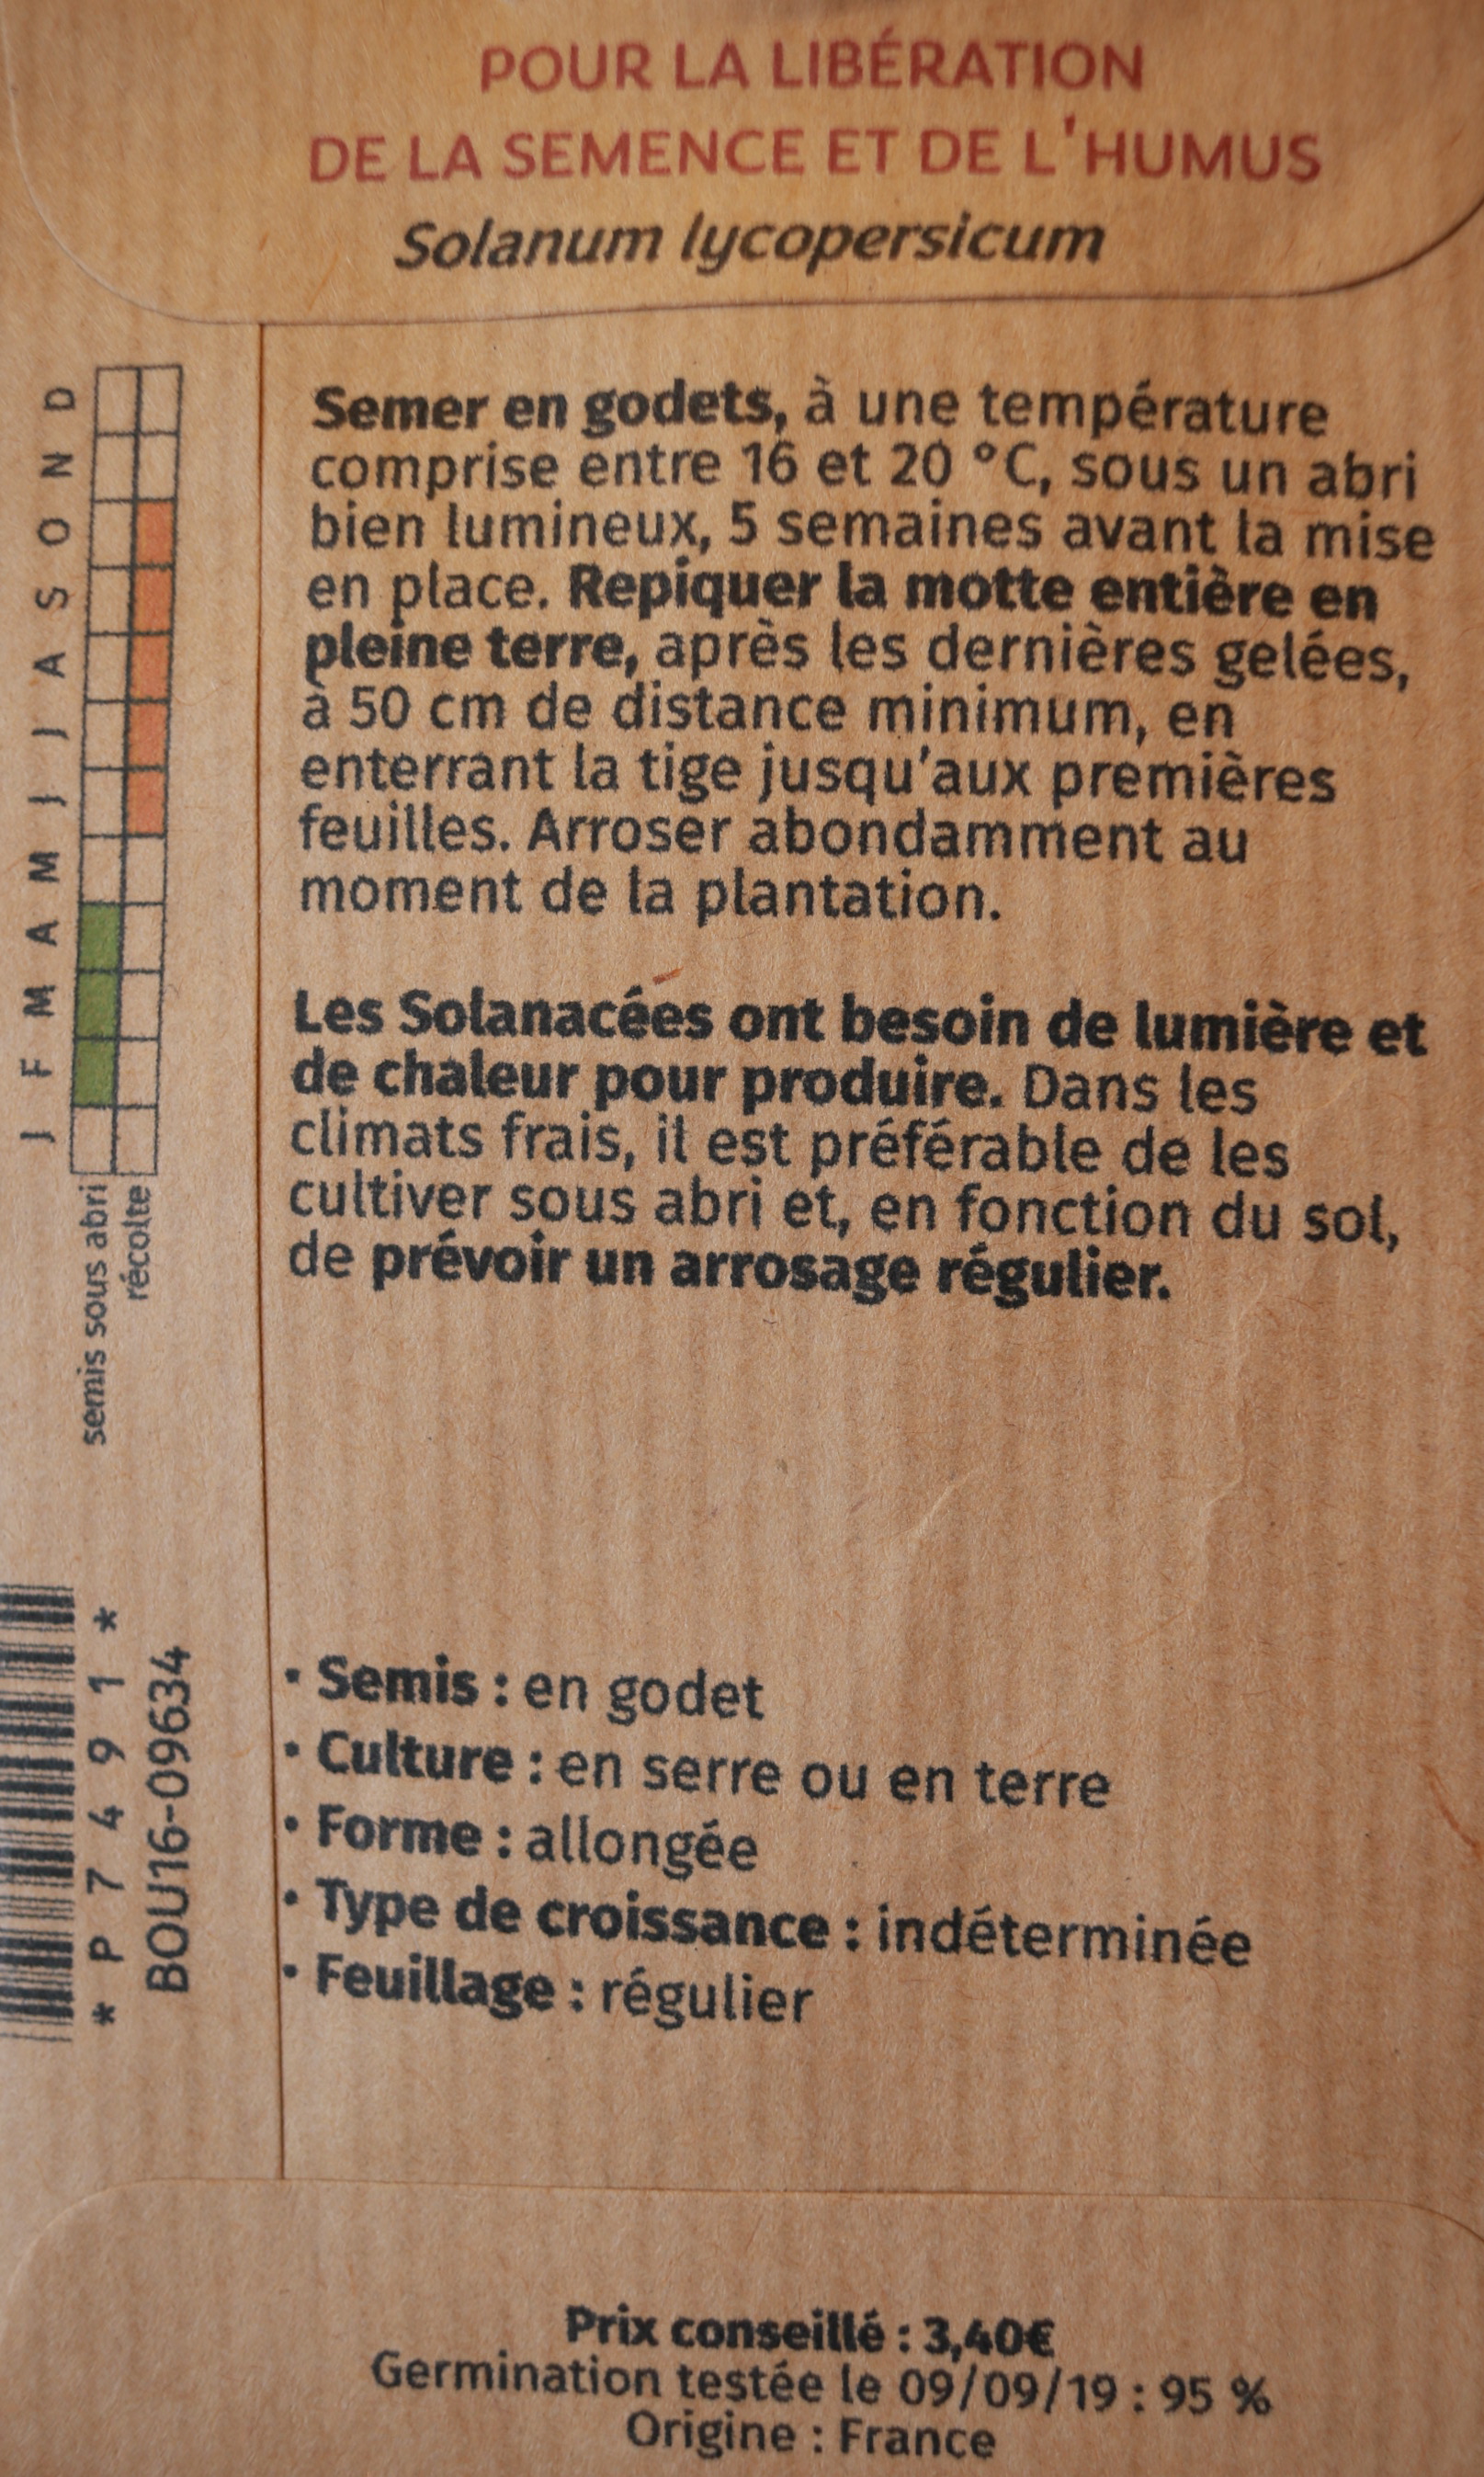 POUR LA LIBÉRATION
DE LA SEMENCE ET DE L'HUMUS
Solanum lycopersicum
J F M A M J J A S O N D
semis sous abri
récolte
Semer en godets, à une température
comprise entre 16 et 20 °C, sous un abri
bien lumineux, 5 semaines avant la mise
en place. Repiquer la motte entière en
pleine terre, après les dernières gelées,
à 50 cm de distance minimum, en
enterrant la tige jusqu'aux premières
feuilles. Arroser abondamment au
moment de la plantation.
Les Solanacées ont besoin de lumière et
de chaleur pour produire. Dans les
climats frais, il est préférable de les
cultiver sous abri et, en fonction du sol,
de prévoir un arrosage régulier.
* P 7 4 9 1 *
BOU16-09634
• Semis : en godet
• Culture : en serre ou en terre
• Forme : allongée
• Type de croissance : indéterminée
• Feuillage : régulier
Prix conseillé : 3,40€
Germination testée le 09/09/19 : 95 %
Origine : France